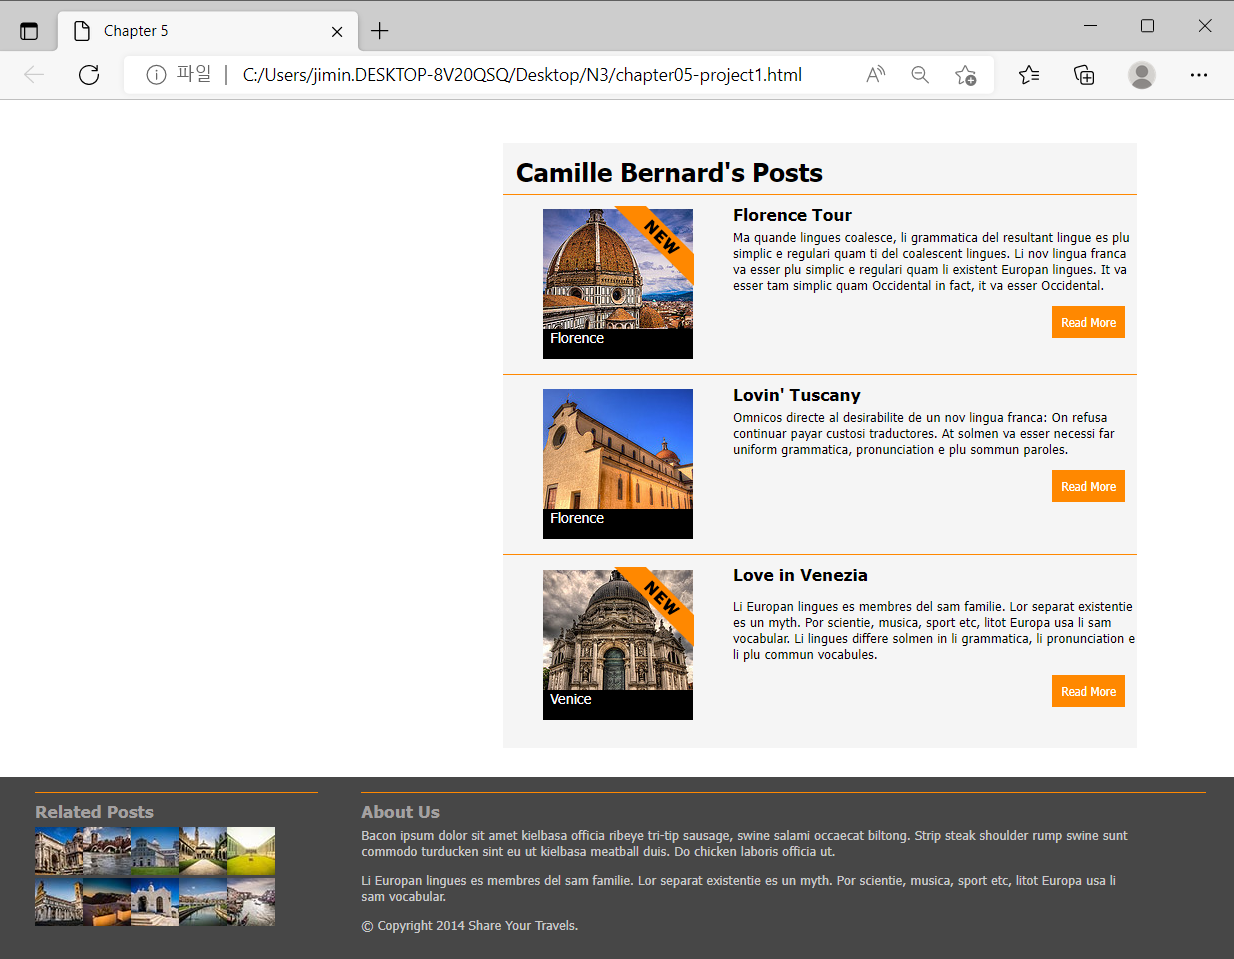 Chapter 5
파일 | C:/Users/jimin.DESKTOP-8V20QSQ/Desktop/N3/chapter05-project1.html
Camille Bernard's Posts
NEW
Florence
Florence Tour
Ma quande lingues coalesce, li grammatica del resultant lingue es plu
simplic e regulari quam ti del coalescent lingues. Li nov lingua franca
va esser plu simplic e regulari quam li existent Europan lingues. It va
esser tam simplic quam Occidental in fact, it va esser Occidental.
Read More
Florence
Lovin' Tuscany
Omnicos directe al desirabilite de un nov lingua franca: On refusa
continuar payar custosi traductores. At solmen va esser necessi far
uniform grammatica, pronunciation e plu sommun paroles.
Read More
NEW
Venice
Love in Venezia
Li Europan lingues es membres del sam familie. Lor separat existentie
es un myth. Por scientie, musica, sport etc, litot Europa usa li sam
vocabular. Li lingues differe solmen in li grammatica, li pronunciation e
li plu commun vocabules.
Read More
Related Posts
About Us
Bacon ipsum dolor sit amet kielbasa officia ribeye tri-tip sausage, swine salami occaecat biltong. Strip steak shoulder rump swine sunt
commodo turducken sint eu ut kielbasa meatball duis. Do chicken laboris officia ut.
Li Europan lingues es membres del sam familie. Lor separat existentie es un myth. Por scientie, musica, sport etc, litot Europa usa li
sam vocabular.
© Copyright 2014 Share Your Travels.